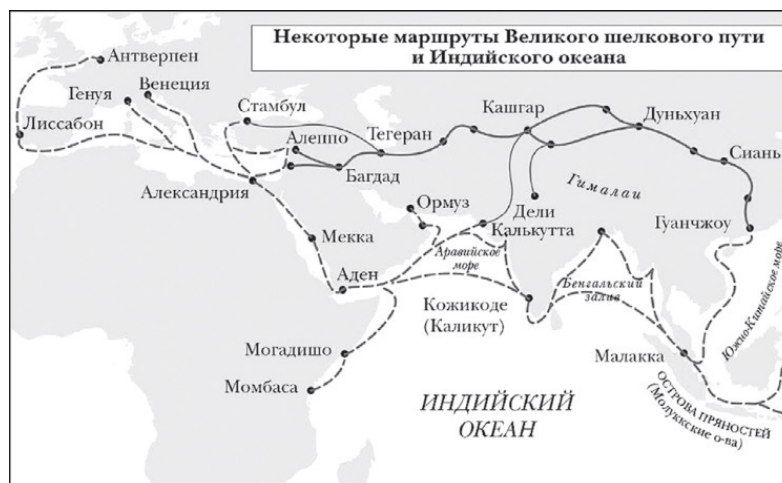 Некоторые маршруты Великого шелкового пути
и Индийского океана
Антверпен
Генуя
Венеция
Лиссабон
Стамбул
Алеппо
Тегеран
Кашгар
Дуньхуан
Сиань
Багдад
Александрия
Ормуз
Дели
Гималаи
Калькутта
Гуанчжоу
Мекка
Аравийское
море
Аден
Бенгальский
залив
Кожикоде
(Каликут)
Южно-Китайское море
Могадишо
Малакка
Момбаса
ИНДИЙСКИЙ
ОКЕАН
ОСТРОВА ПРЯНОСТЕЙ
(Молуккские о-ва)